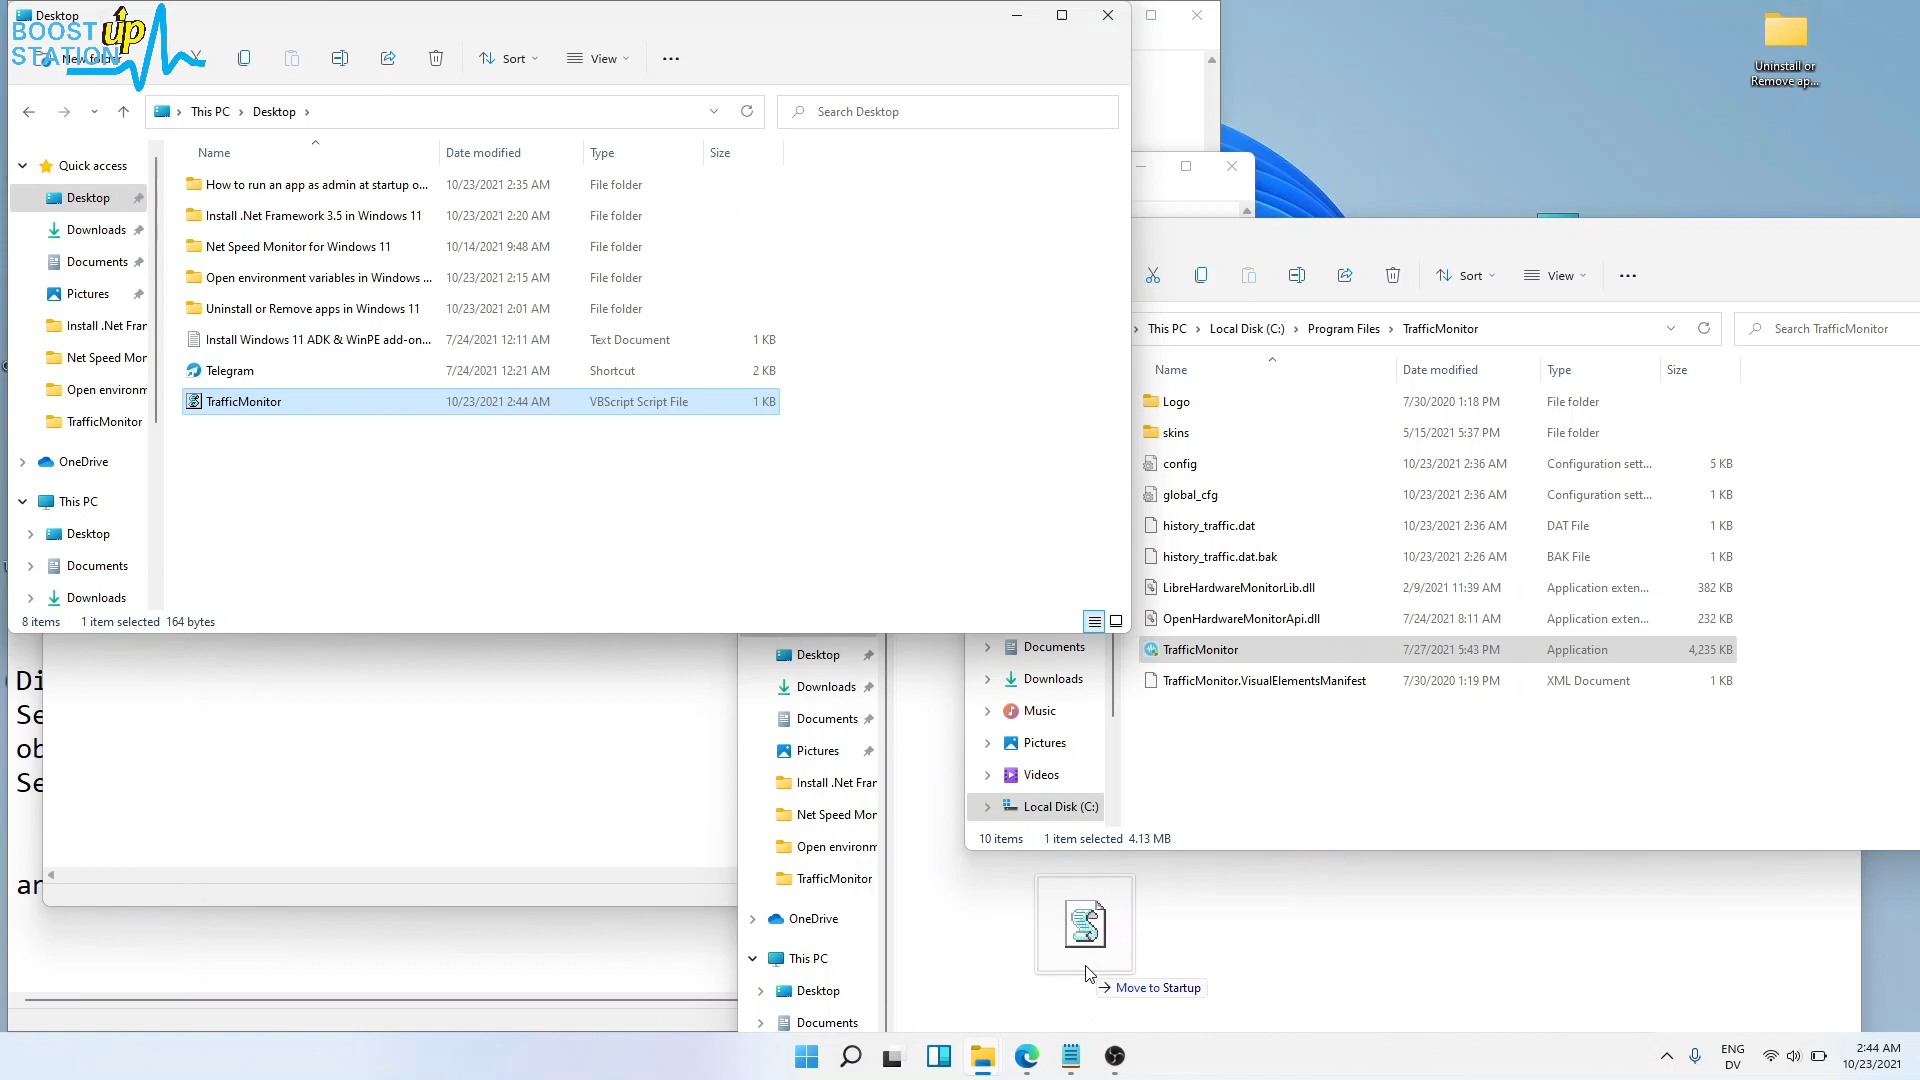 Desktop
BOOST up
STATION
New folder
Sort
View
This PC
Desktop
Search Desktop
Name
Date modified
Type
Size
Quick access
Desktop
Downloads
Documents
Pictures
Install .Net Fran
Net Speed Mor
Open environm
TrafficMonitor
OneDrive
This PC
Desktop
Documents
Downloads
How to run an app as admin at startup o... 10/23/2021 2:35 AM File folder
Install .Net Framework 3.5 in Windows 11 10/23/2021 2:20 AM File folder
Net Speed Monitor for Windows 11 10/14/2021 9:48 AM File folder
Open environment variables in Windows ... 10/23/2021 2:15 AM File folder
Uninstall or Remove apps in Windows 11 10/23/2021 2:01 AM File folder
Install Windows 11 ADK & WinPE add-on... 7/24/2021 12:11 AM Text Document 1 KB
Telegram 7/24/2021 12:21 AM Shortcut 2 KB
TrafficMonitor 10/23/2021 2:44 AM VBScript Script File 1 KB
8 items 1 item selected 164 bytes
Uninstall or
Remove ap...
Sort
View
This PC
Local Disk (C:)
Program Files
TrafficMonitor
Search TrafficMonitor
Name
Date modified
Type
Size
Logo 7/30/2020 1:18 PM File folder
skins 5/15/2021 5:37 PM File folder
config 10/23/2021 2:36 AM Configuration sett... 5 KB
global_cfg 10/23/2021 2:36 AM Configuration sett... 1 KB
history_traffic.dat 10/23/2021 2:36 AM DAT File 1 KB
history_traffic.dat.bak 10/23/2021 2:26 AM BAK File 1 KB
LibreHardwareMonitorLib.dll 2/9/2021 11:39 AM Application exten... 382 KB
OpenHardwareMonitorApi.dll 7/24/2021 8:11 AM Application exten... 232 KB
TrafficMonitor 7/27/2021 5:43 PM Application 4,235 KB
TrafficMonitor.VisualElementsManifest 7/30/2020 1:19 PM XML Document 1 KB
Documents
Downloads
Music
Pictures
Videos
Local Disk (C:)
10 items 1 item selected 4.13 MB
Di
Se
ob
Se
Desktop
Downloads
Documents
Pictures
Install .Net Fran
Net Speed Mor
Open environm
TrafficMonitor
OneDrive
This PC
Desktop
Documents
Move to Startup
ENG
DV
2:44 AM
10/23/2021